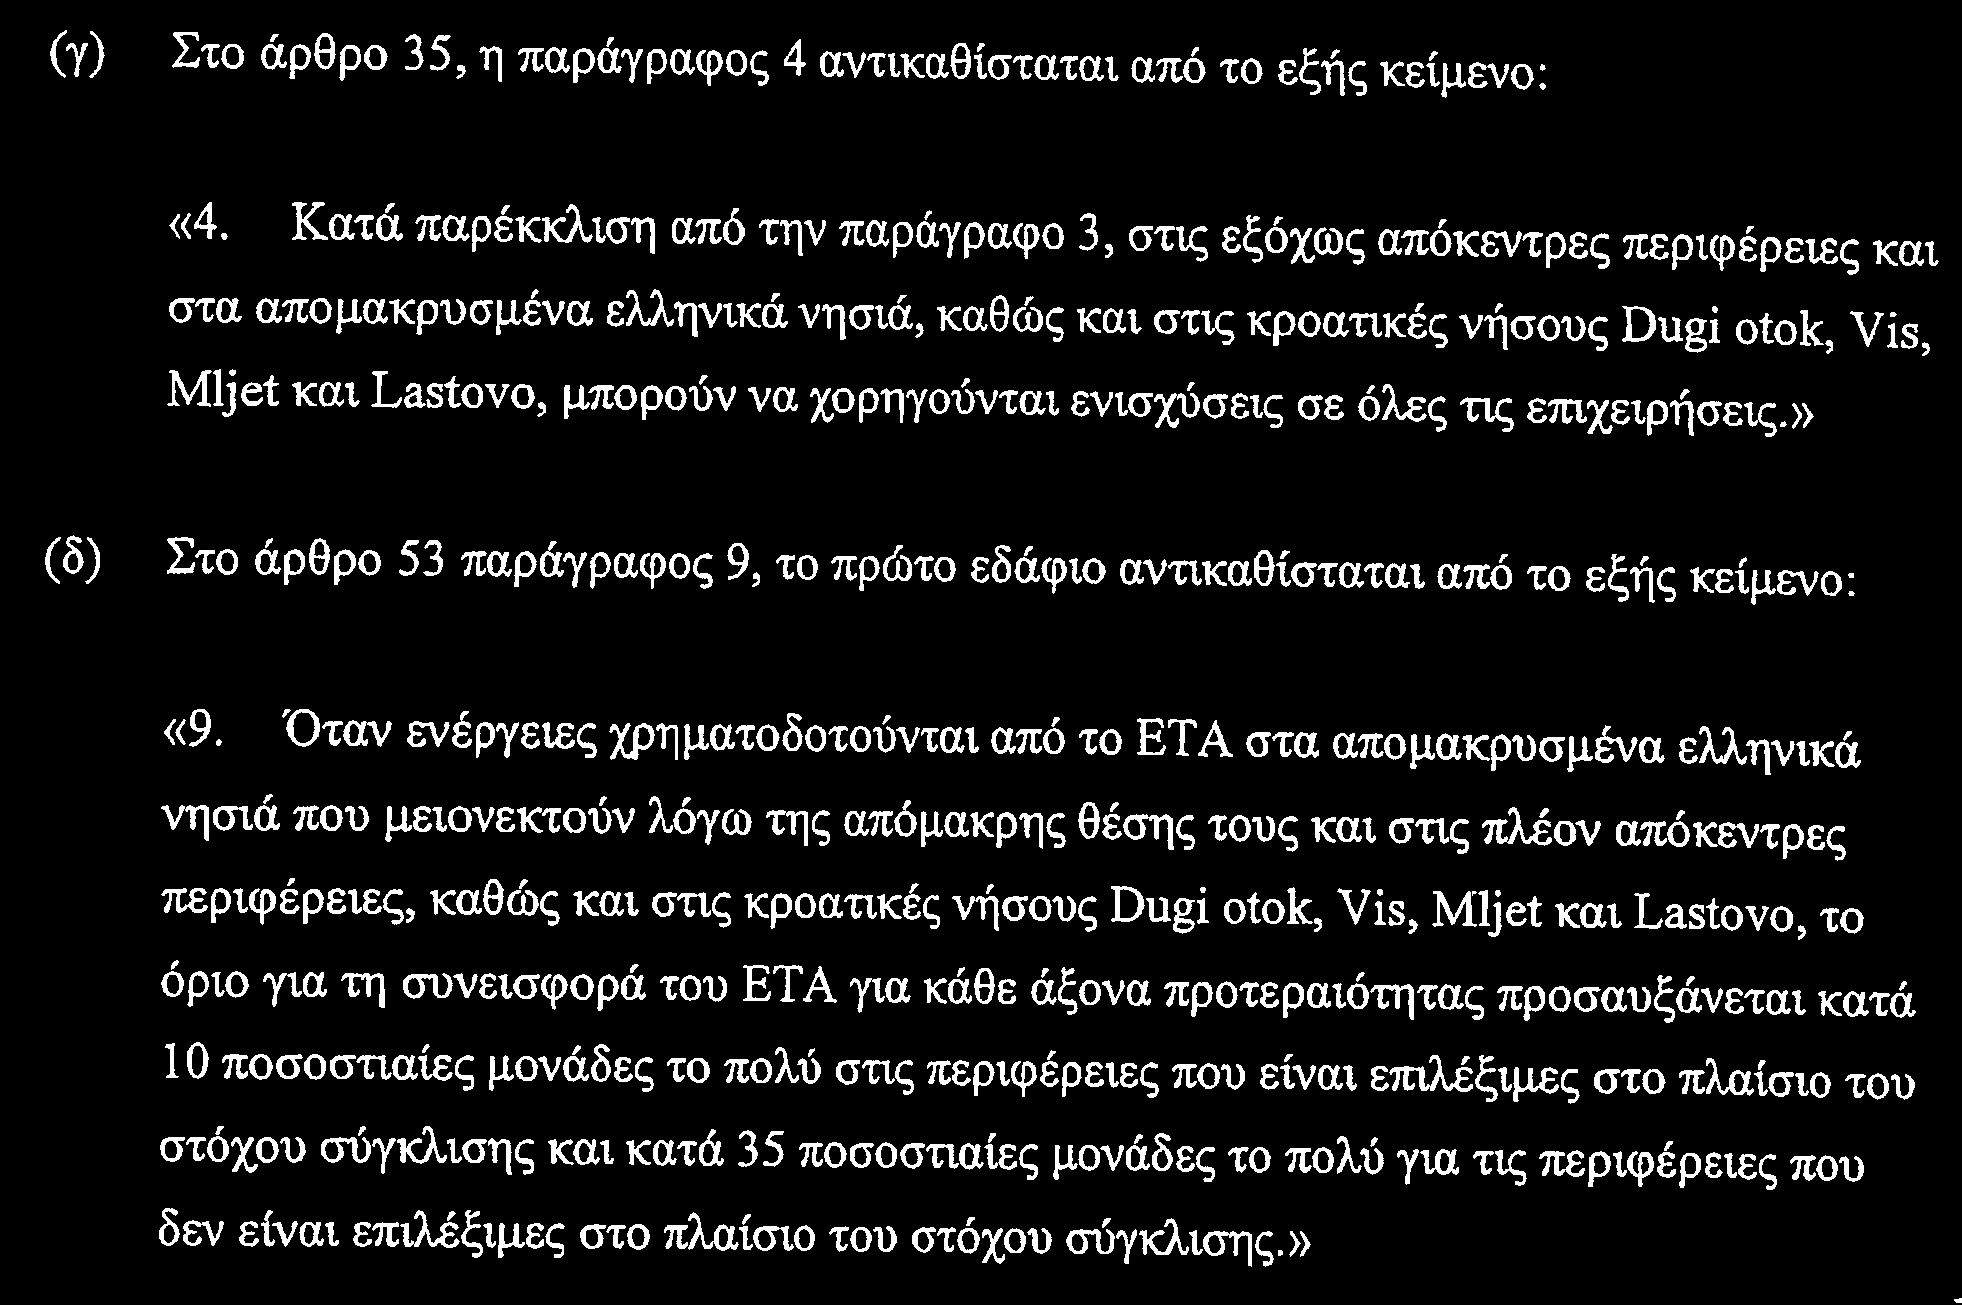 (γ) Στο άρθρο 35, η παράγραφος 4 αντικαθίσταται από το εξής κείμενο:
«4. Κατά παρέκκλιση από την παράγραφο 3, στις εξόχως απόκεντρες περιφέρειες και
στα απομακρυσμένα ελληνικά νησιά, καθώς και στις κροατικές νήσους Dugi otok, Vis,
Mljet και Lastovo, μπορούν να χορηγούνται ενισχύσεις σε όλες τις επιχειρήσεις.»
(δ) Στο άρθρο 53 παράγραφος 9, το πρώτο εδάφιο αντικαθίσταται από το εξής κείμενο:
«9. Όταν ενέργειες χρηματοδοτούνται από το ΕΤΑ στα απομακρυσμένα ελληνικά
νησιά που μειονεκτούν λόγω της απόμακρης θέσης τους και στις πλέον απόκεντρες
περιφέρειες, καθώς και στις κροατικές νήσους Dugi otok, Vis, Mljet και Lastovo, το
όριο για τη συνεισφορά του ΕΤΑ για κάθε άξονα προτεραιότητας προσαυξάνεται κατά
10 ποσοστιαίες μονάδες το πολύ στις περιφέρειες που είναι επιλέξιμες στο πλαίσιο του
στόχου σύγκλισης και κατά 35 ποσοστιαίες μονάδες το πολύ για τις περιφέρειες που
δεν είναι επιλέξιμες στο πλαίσιο του στόχου σύγκλισης.»